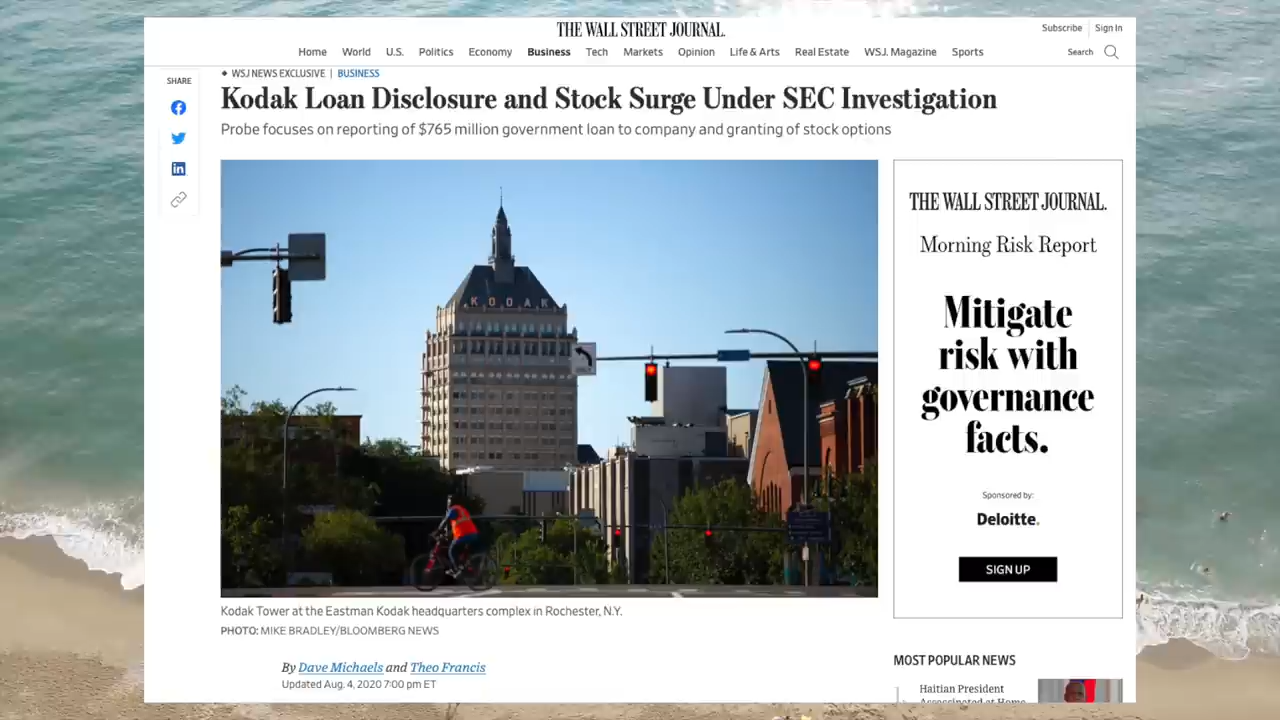 THE WALL STREET JOURNAL.
Subscribe
Sign In
Home World U.S. Politics Economy Business Tech Markets Opinion Life & Arts Real Estate WSJ. Magazine Sports
Search
SHARE
WSJ NEWS EXCLUSIVE | BUSINESS
Kodak Loan Disclosure and Stock Surge Under SEC Investigation
Probe focuses on reporting of $765 million government loan to company and granting of stock options
KODAK
Kodak Tower at the Eastman Kodak headquarters complex in Rochester, N.Y.
PHOTO: MIKE BRADLEY/BLOOMBERG NEWS
By Dave Michaels and Theo Francis
Updated Aug. 4, 2020 7:00 pm ET
THE WALL STREET JOURNAL.
Morning Risk Report
Mitigate
risk with
governance
facts.
Sponsored by:
Deloitte.
SIGN UP
MOST POPULAR NEWS
Haitian President
Assassinated at Home